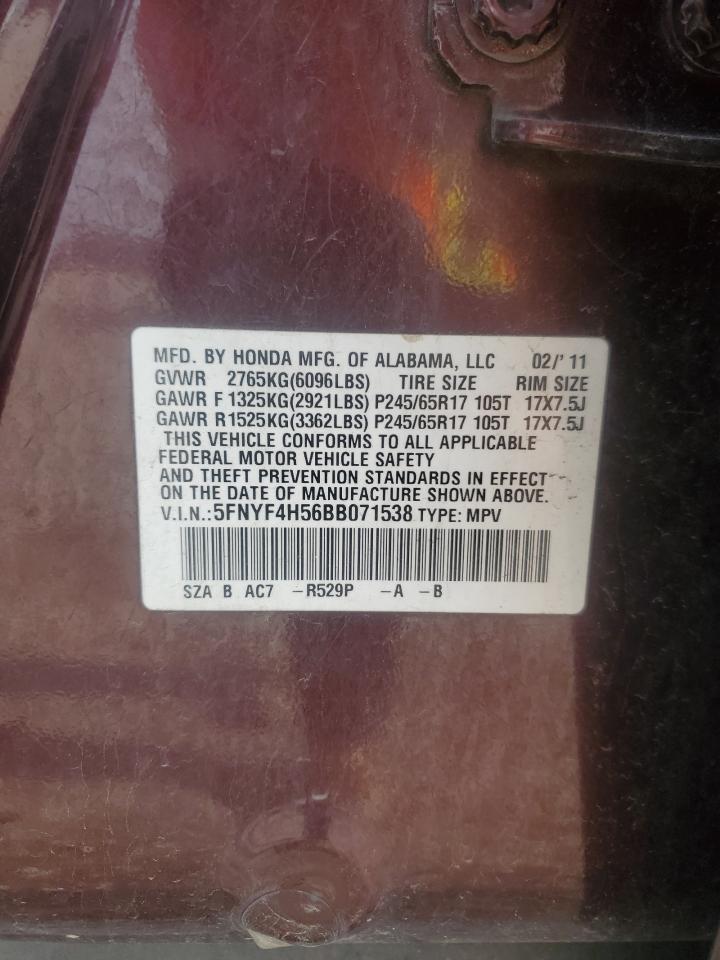 MFD. BY HONDA MFG. OF ALABAMA, LLC 02/'11
GVWR 2765KG(6096LBS) TIRE SIZE RIM SIZE
GAWR F 1325KG(2921LBS) P245/65R17 105T 17X7.5J
GAWR R 1525KG(3362LBS) P245/65R17 105T 17X7.5J
THIS VEHICLE CONFORMS TO ALL APPLICABLE
FEDERAL MOTOR VEHICLE SAFETY
AND THEFT PREVENTION STANDARDS IN EFFECT
ON THE DATE OF MANUFACTURE SHOWN ABOVE.
V.I.N.:5FNYF4H56BB071538 TYPE: MPV
SZA B AC7 -R529P -A -B